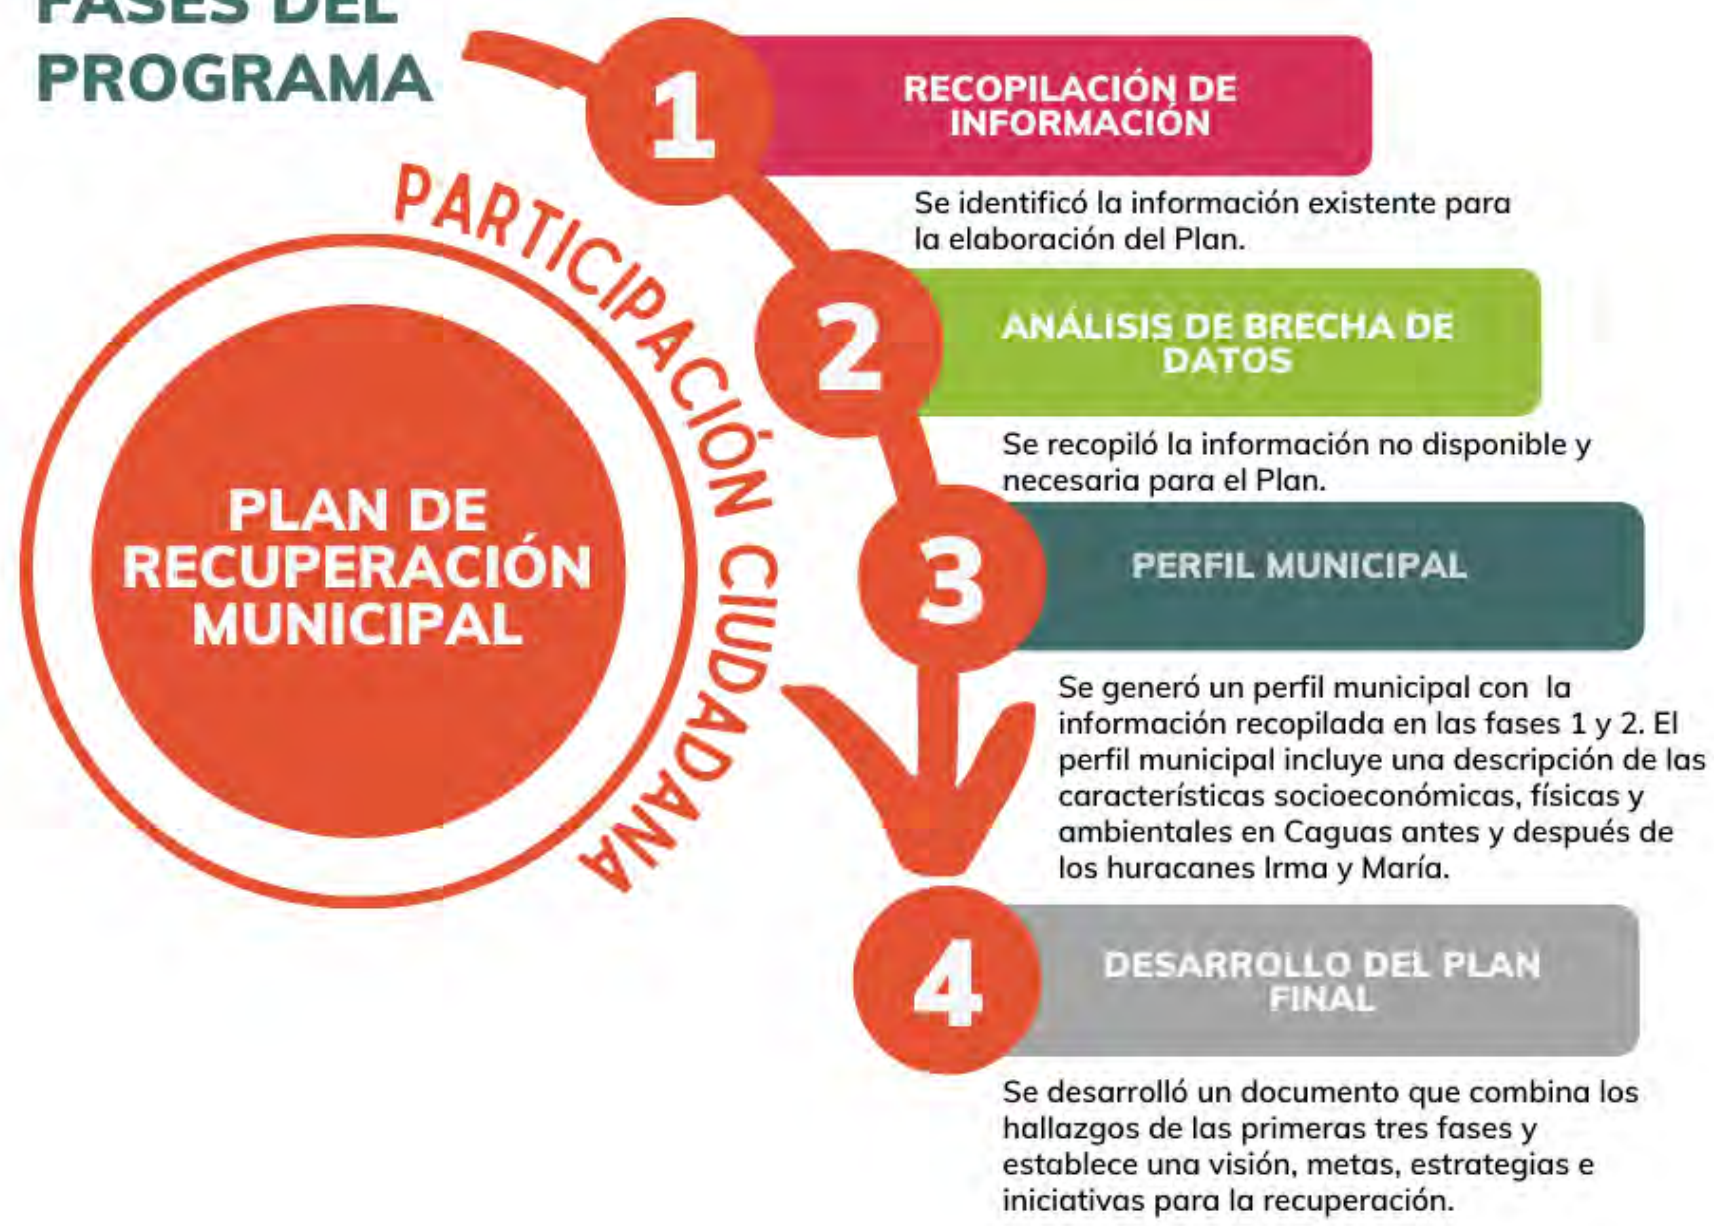 FASES DEL
PROGRAMA
1
RECOPILACIÓN DE
INFORMACIÓN
Se identificó la información existente para
la elaboración del Plan.
2
ANÁLISIS DE BRECHA DE
DATOS
Se recopiló la información no disponible y
necesaria para el Plan.
3
PERFIL MUNICIPAL
Se generó un perfil municipal con la
información recopilada en las fases 1 y 2. El
perfil municipal incluye una descripción de las
características socioeconómicas, físicas y
ambientales en Caguas antes y después de
los huracanes Irma y María.
4
DESARROLLO DEL PLAN
FINAL
Se desarrolló un documento que combina los
hallazgos de las primeras tres fases y
establece una visión, metas, estrategias e
iniciativas para la recuperación.
PARTICIPACIÓN CIUDADANA
PLAN DE
RECUPERACIÓN
MUNICIPAL